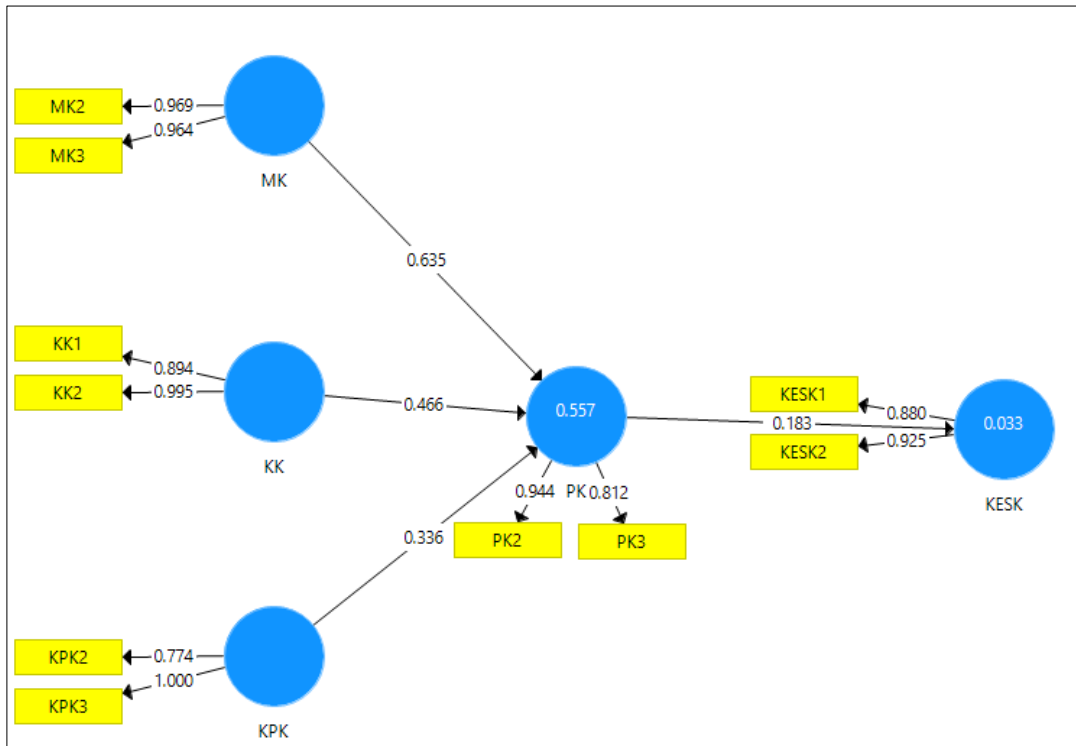 MK2
0.969
MK3
0.964
MK
0.635
KK1
0.894
KK2
0.995
KK
0.466
0.557
PK
0.944
0.812
PK2
PK3
KESK1
0.880
0.183
KESK2
0.925
0.033
KESK
0.336
KPK2
0.774
KPK3
1.000
KPK